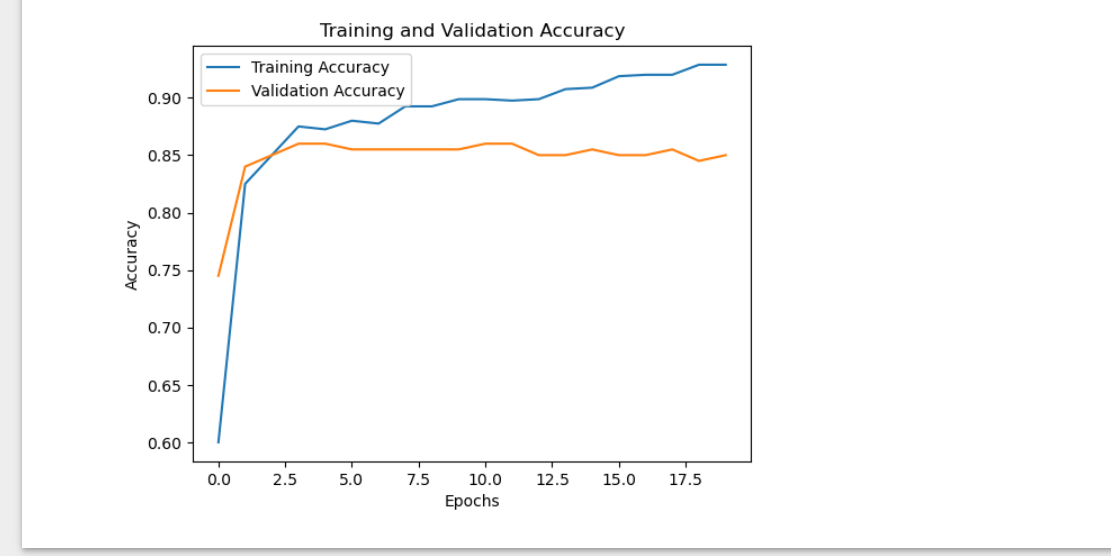 Training and Validation Accuracy
Training Accuracy
Validation Accuracy
0.90
0.85
0.80
0.75
0.70
0.65
0.60
Accuracy
0.0 2.5 5.0 7.5 10.0 12.5 15.0 17.5
Epochs